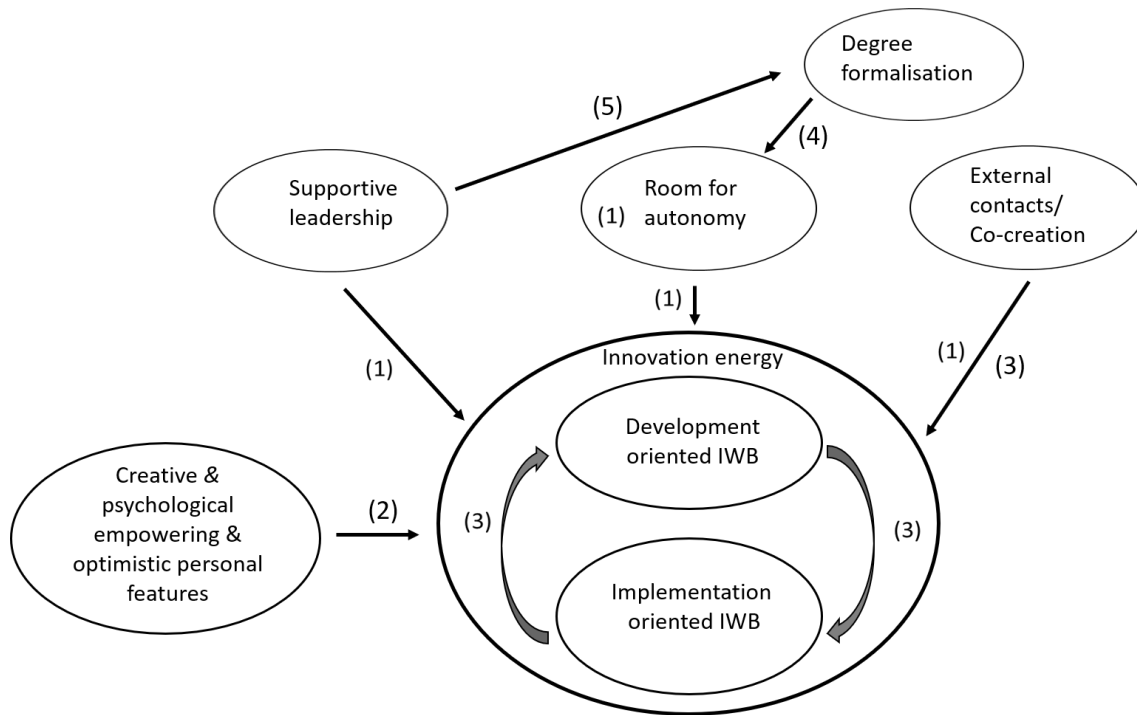 Degree
formalisation
(5)
(4)
Supportive
leadership
Room for
(1) autonomy
External
contacts/
Co-creation
(1)
(1)
(1)
(3)
Innovation energy
Development
oriented IWB
Creative & 
psychological
empowering &
optimistic personal
features
(2)
(3)
(3)
Implementation
oriented IWB